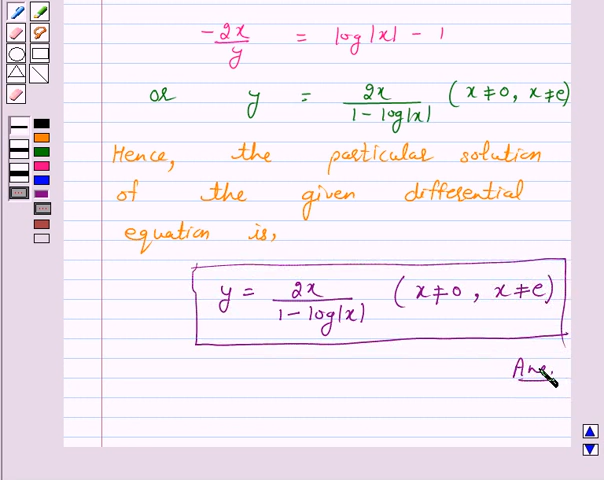 -2x/y = log|x| - 1
or y = 2x/(1 - log|x|) (x≠0, x≠e)
Hence, the particular solution
of the given differential
equation is,
y = 2x/(1 - log|x|) (x≠0, x≠e)
Ans.